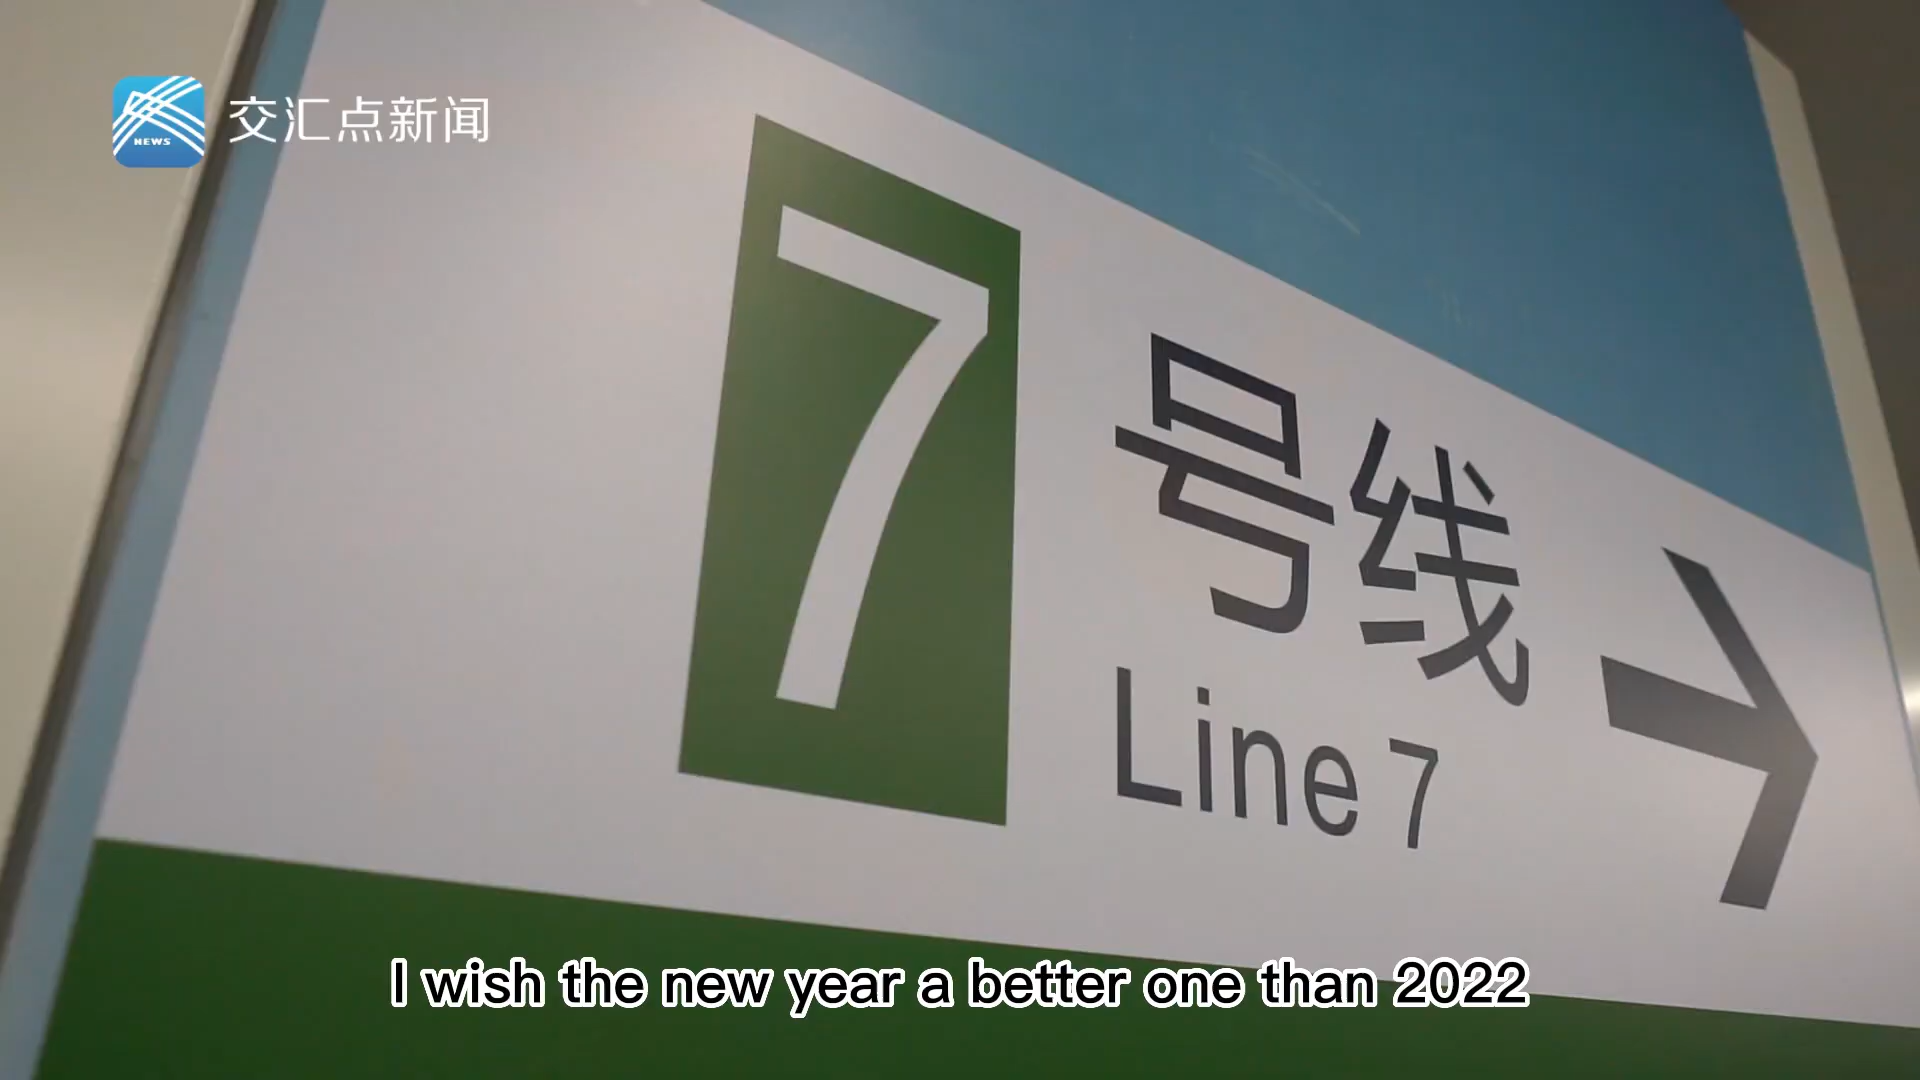 NEWS
交汇点新闻
7
号线
Line 7
I wish the new year a better one than 2022